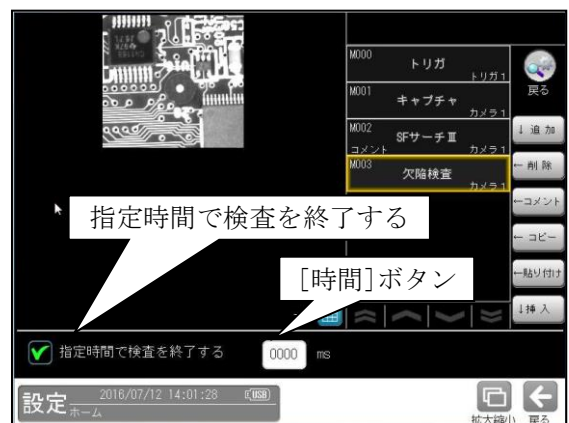 M000
トリガ
トリガ1
M001
キャプチャ
カメラ1
M002
SFサーチⅢ
コメント
カメラ1
M003
欠陥検査
カメラ1
戻る
↓追加
←削除
←コメント
←コピー
←貼り付け
↓挿入
指定時間で検査を終了する
[時間]ボタン
指定時間で検査を終了する
0000 ms
設定
2016/07/12 14:01:28
USB
ホーム
拡大縮小
戻る